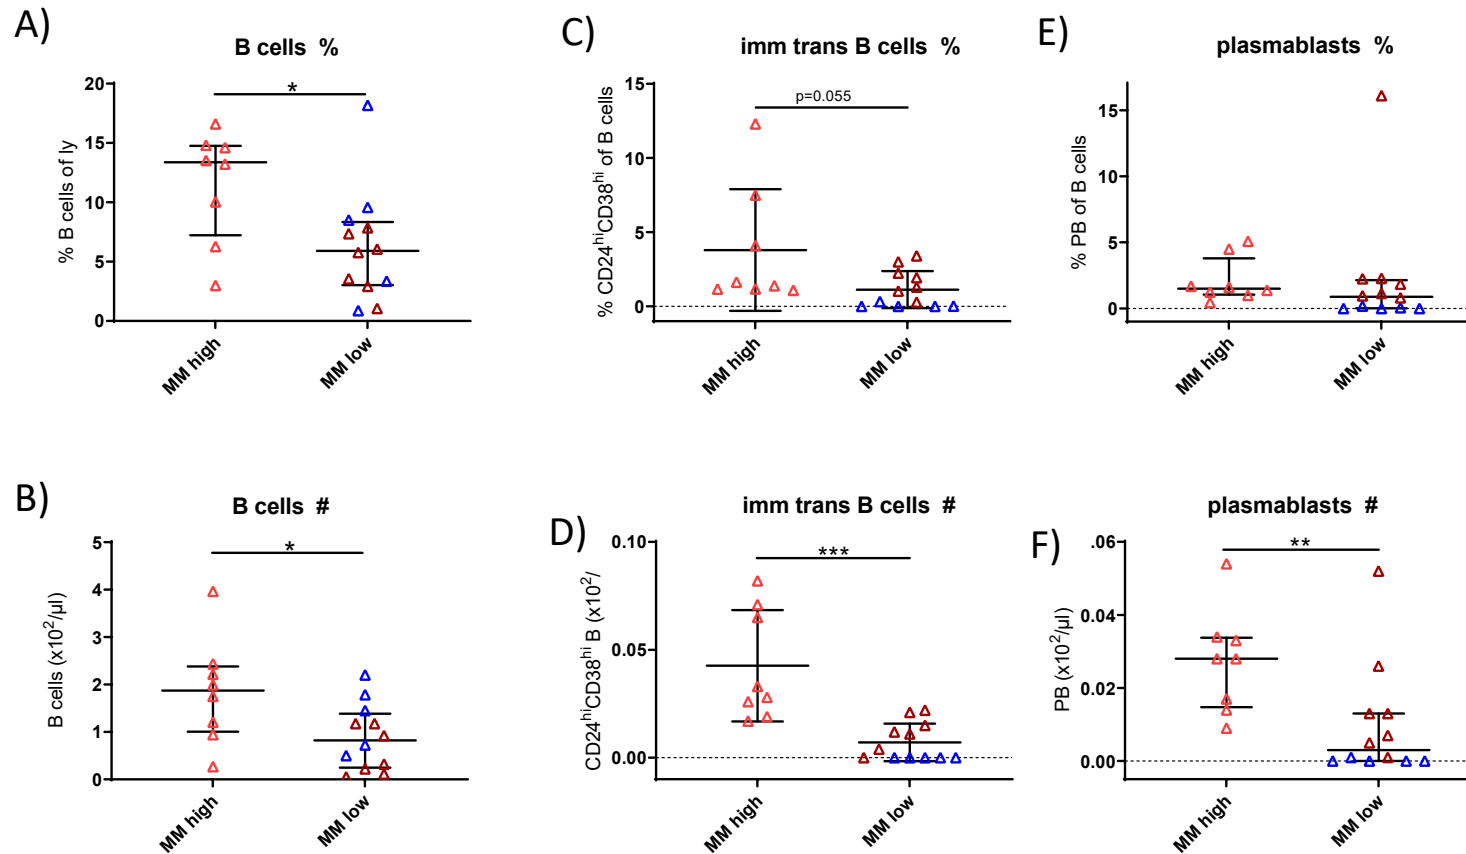 A)
B cells %
% B cells of ly
20
15
10
5
0
*
MM high
MM low
C)
imm trans B cells %
% CD24hiCD38hi of B cells
15
10
5
0
p=0.055
MM high
MM low
E)
plasmablasts %
% PB of B cells
15
10
5
0
MM high
MM low
B)
B cells #
B cells (x10²/µl)
5
4
3
2
1
0
*
MM high
MM low
D)
imm trans B cells #
CD24hiCD38hi B (x10²/
0.10
0.05
0.00
***
MM high
MM low
F)
plasmablasts #
PB (x10²/µl)
.06
0.04
0.02
0.00
**
MM high
MM low